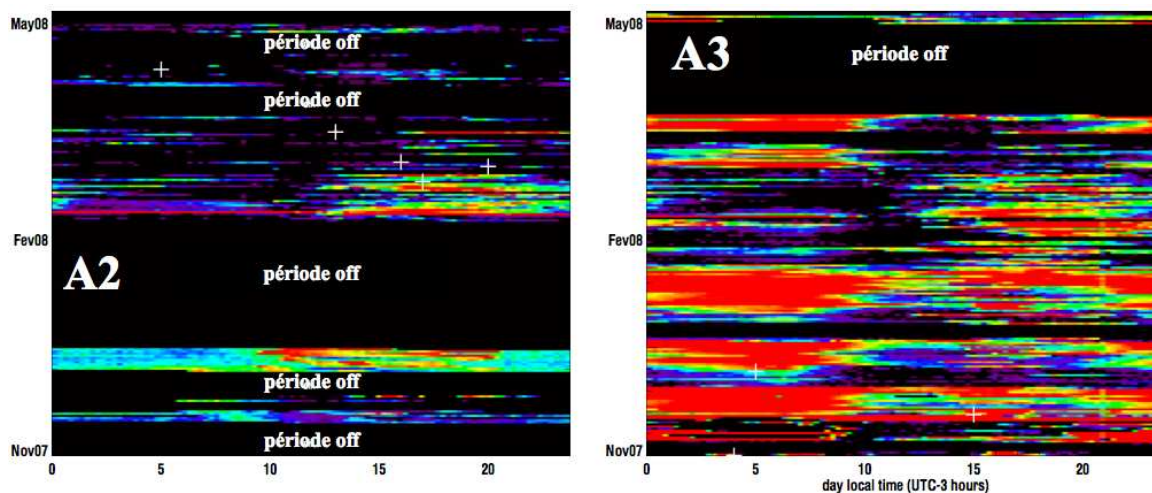 May08
période off
période off
Fev08
A2
période off
période off
période off
Nov07
0 5 10 15 20
May08
A3
période off
Fev08
Nov07
0 5 10 15 20
day local time (UTC-3 hours)